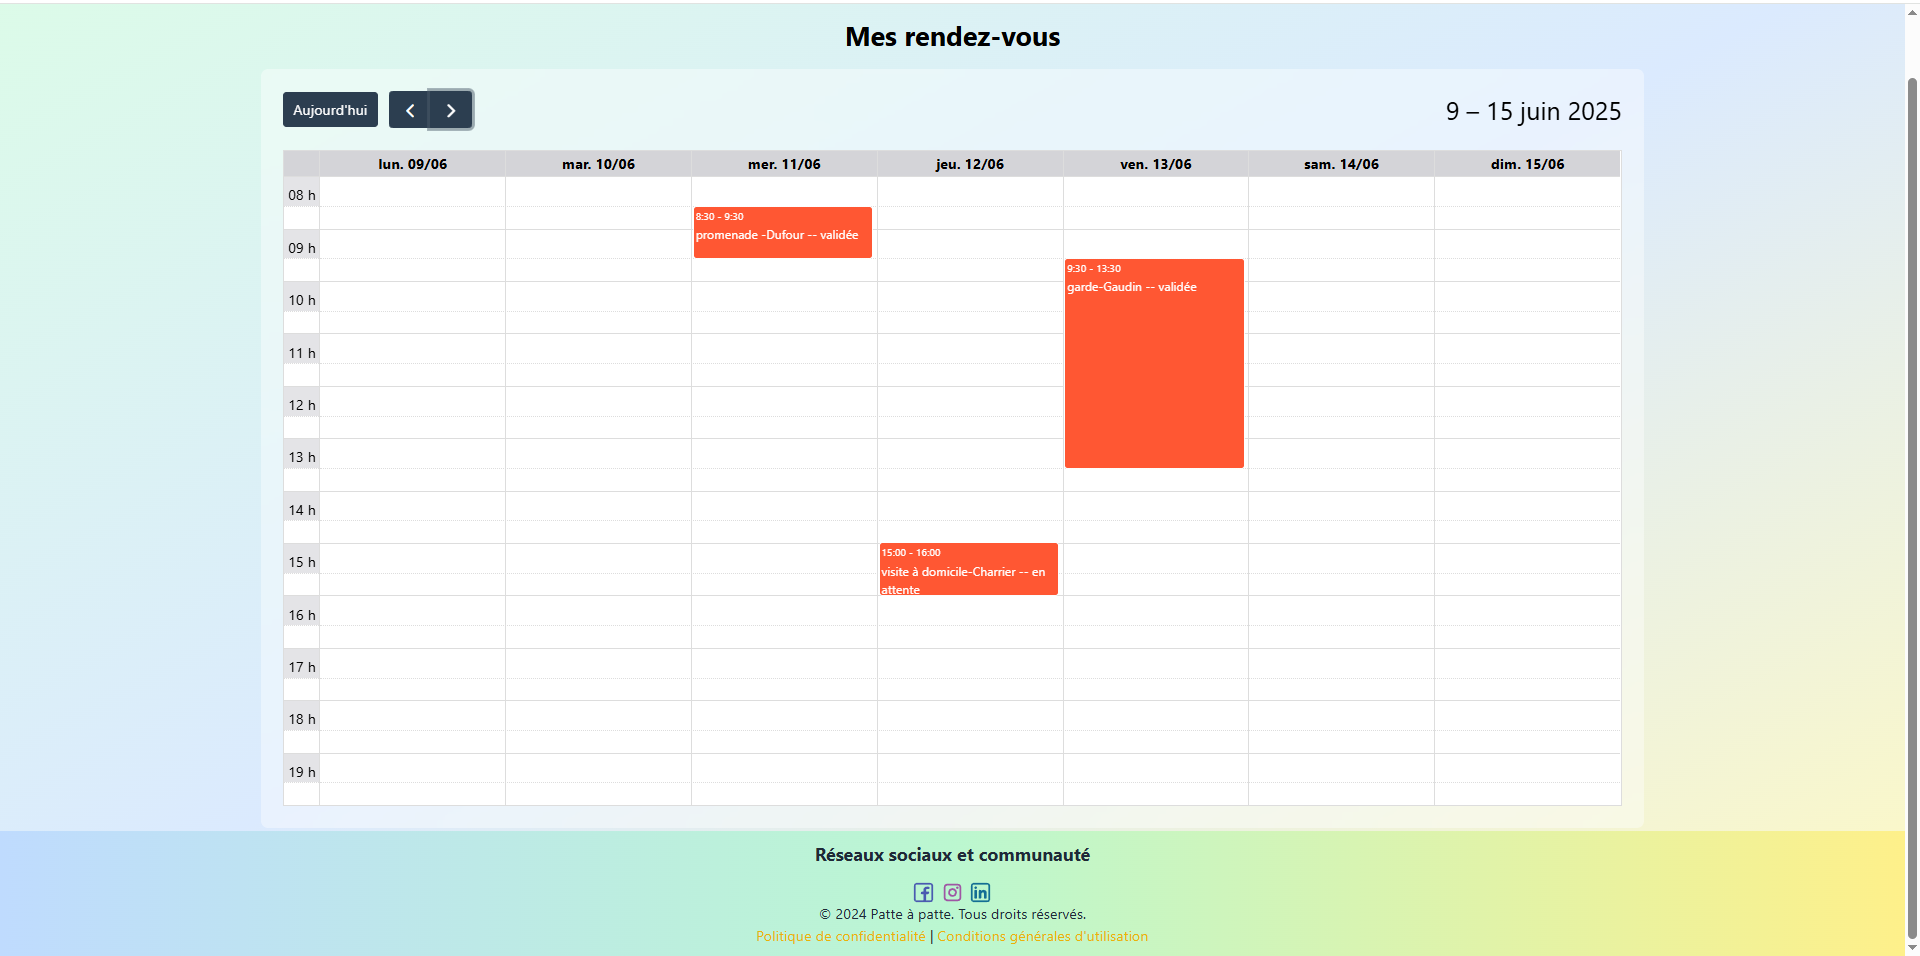 Mes rendez-vous
Aujourd'hui
9 – 15 juin 2025
lun. 09/06 mar. 10/06 mer. 11/06 jeu. 12/06 ven. 13/06 sam. 14/06 dim. 15/06
08 h
8:30 - 9:30
promenade -Dufour -- validée
09 h
9:30 - 13:30
garde-Gaudin -- validée
10 h
11 h
12 h
13 h
14 h
15:00 - 16:00
15 h
visite à domicile-Charrier -- en
attente
16 h
17 h
18 h
19 h
Réseaux sociaux et communauté
© 2024 Patte à patte. Tous droits réservés.
Politique de confidentialité | Conditions générales d'utilisation